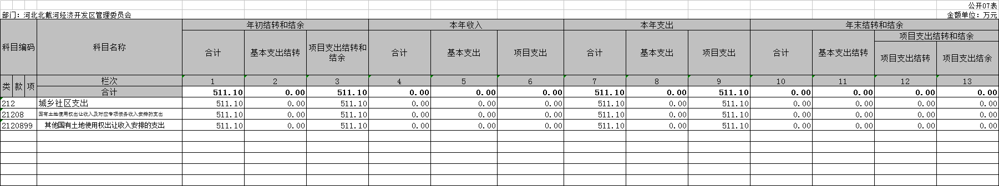 公开07表
部门：河北北戴河经济开发区管理委员会 金额单位：万元
科目编码 科目名称 年初结转和结余 本年收入 本年支出 年末结转和结余
合计 基本支出结转 项目支出结转和结余 合计 基本支出 项目支出 合计 基本支出 项目支出 合计 基本支出结转 项目支出结转和结余
项目支出结转 项目支出结余
类 款 项 栏次 1 2 3 4 5 6 7 8 9 10 11 12 13
合计 511.10 0.00 511.10 0.00 0.00 0.00 511.10 0.00 511.10 0.00 0.00 0.00 0.00
212 城乡社区支出 511.10 0.00 511.10 0.00 0.00 0.00 511.10 0.00 511.10 0.00 0.00 0.00 0.00
21208 国有土地使用权出让收入及对应专项债务收入安排的支出 511.10 0.00 511.10 0.00 0.00 0.00 511.10 0.00 511.10 0.00 0.00 0.00 0.00
2120899 其他国有土地使用权出让收入安排的支出 511.10 0.00 511.10 0.00 0.00 0.00 511.10 0.00 511.10 0.00 0.00 0.00 0.00